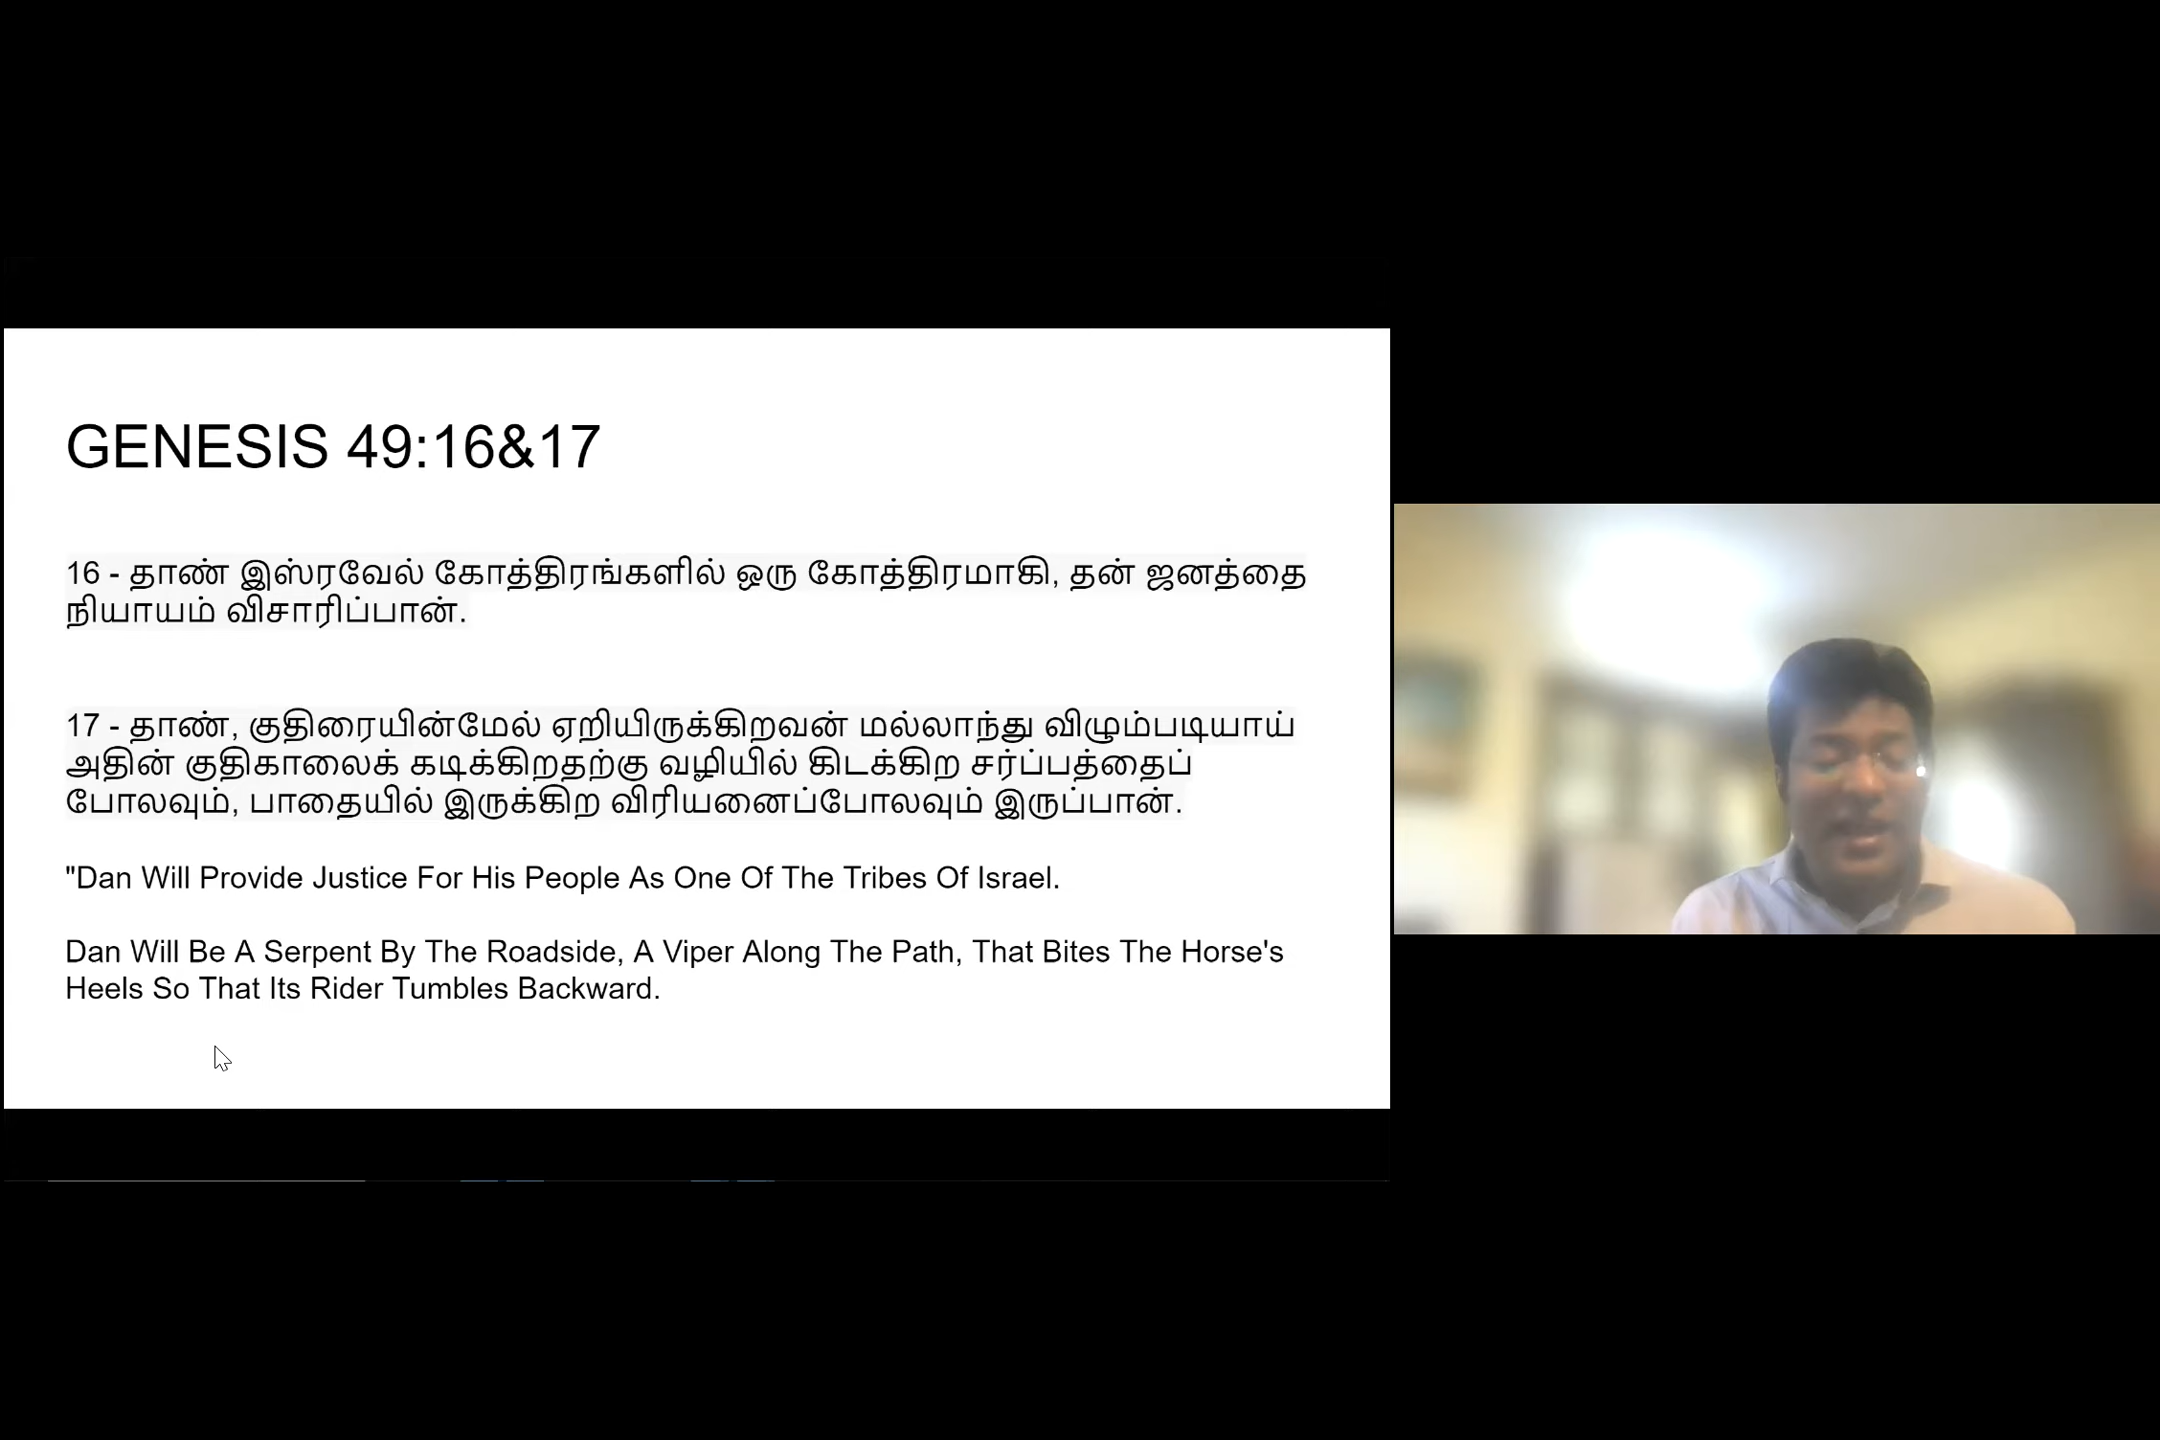 GENESIS 49:16&17
16 - தாண் இஸ்ரவேல் கோத்திரங்களில் ஒரு கோத்திரமாகி, தன் ஜனத்தை
நியாயம் விசாரிப்பான்.
17 - தாண், குதிரையின்மேல் ஏறியிருக்கிறவன் மல்லாந்து விழும்படியாய்
அதின் குதிகாலைக் கடிக்கிறதற்கு வழியில் கிடக்கிற சர்ப்பத்தைப்
போலவும், பாதையில் இருக்கிற விரியனைப்போலவும் இருப்பான்.
"Dan Will Provide Justice For His People As One Of The Tribes Of Israel.
Dan Will Be A Serpent By The Roadside, A Viper Along The Path, That Bites The Horse's
Heels So That Its Rider Tumbles Backward.